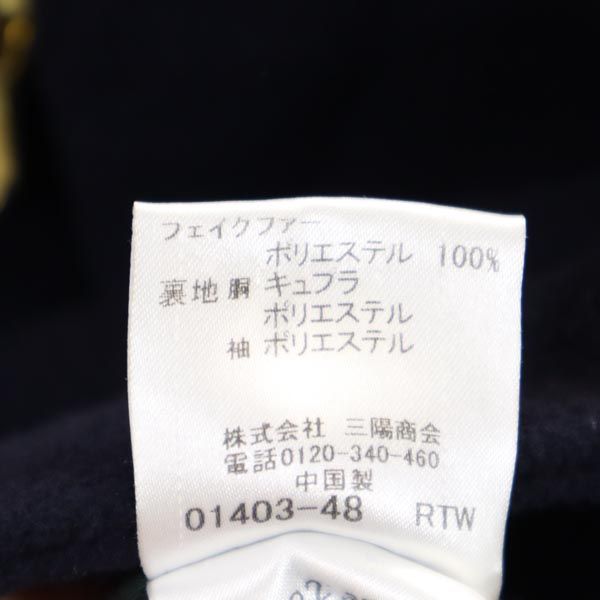 フェイクファー
ポリエステル 100%
裏地 胴 キュフラ
ポリエステル
袖 ポリエステル
株式会社 三陽商会
電話0120-340-460
中国製
01403-48 RTW